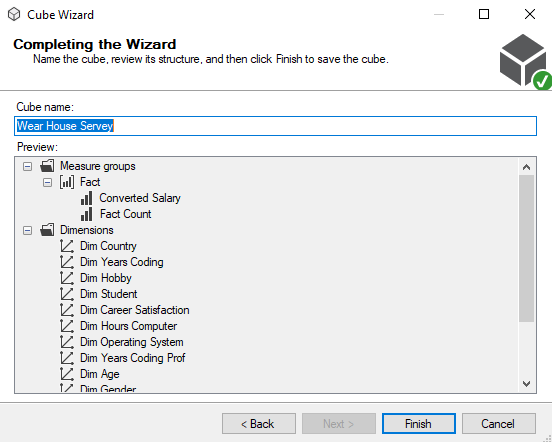 Cube Wizard
Completing the Wizard
Name the cube, review its structure, and then click Finish to save the cube.
Cube name:
Wear House Servey
Preview:
Measure groups
Fact
Converted Salary
Fact Count
Dimensions
Dim Country
Dim Years Coding
Dim Hobby
Dim Student
Dim Career Satisfaction
Dim Hours Computer
Dim Operating System
Dim Years Coding Prof
Dim Age
Dim Gender
< Back
Next >
Finish
Cancel